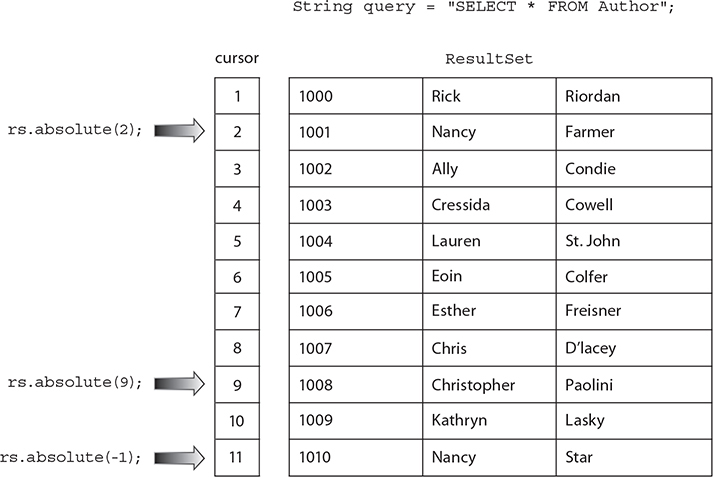 String query = "SELECT * FROM Author";
cursor ResultSet
1 1000 Rick Riordan
rs.absolute(2); 2 1001 Nancy Farmer
3 1002 Ally Condie
4 1003 Cressida Cowell
5 1004 Lauren St. John
6 1005 Eoin Colfer
7 1006 Esther Freisner
8 1007 Chris D'lacey
rs.absolute(9); 9 1008 Christopher Paolini
10 1009 Kathryn Lasky
rs.absolute(-1); 11 1010 Nancy Star